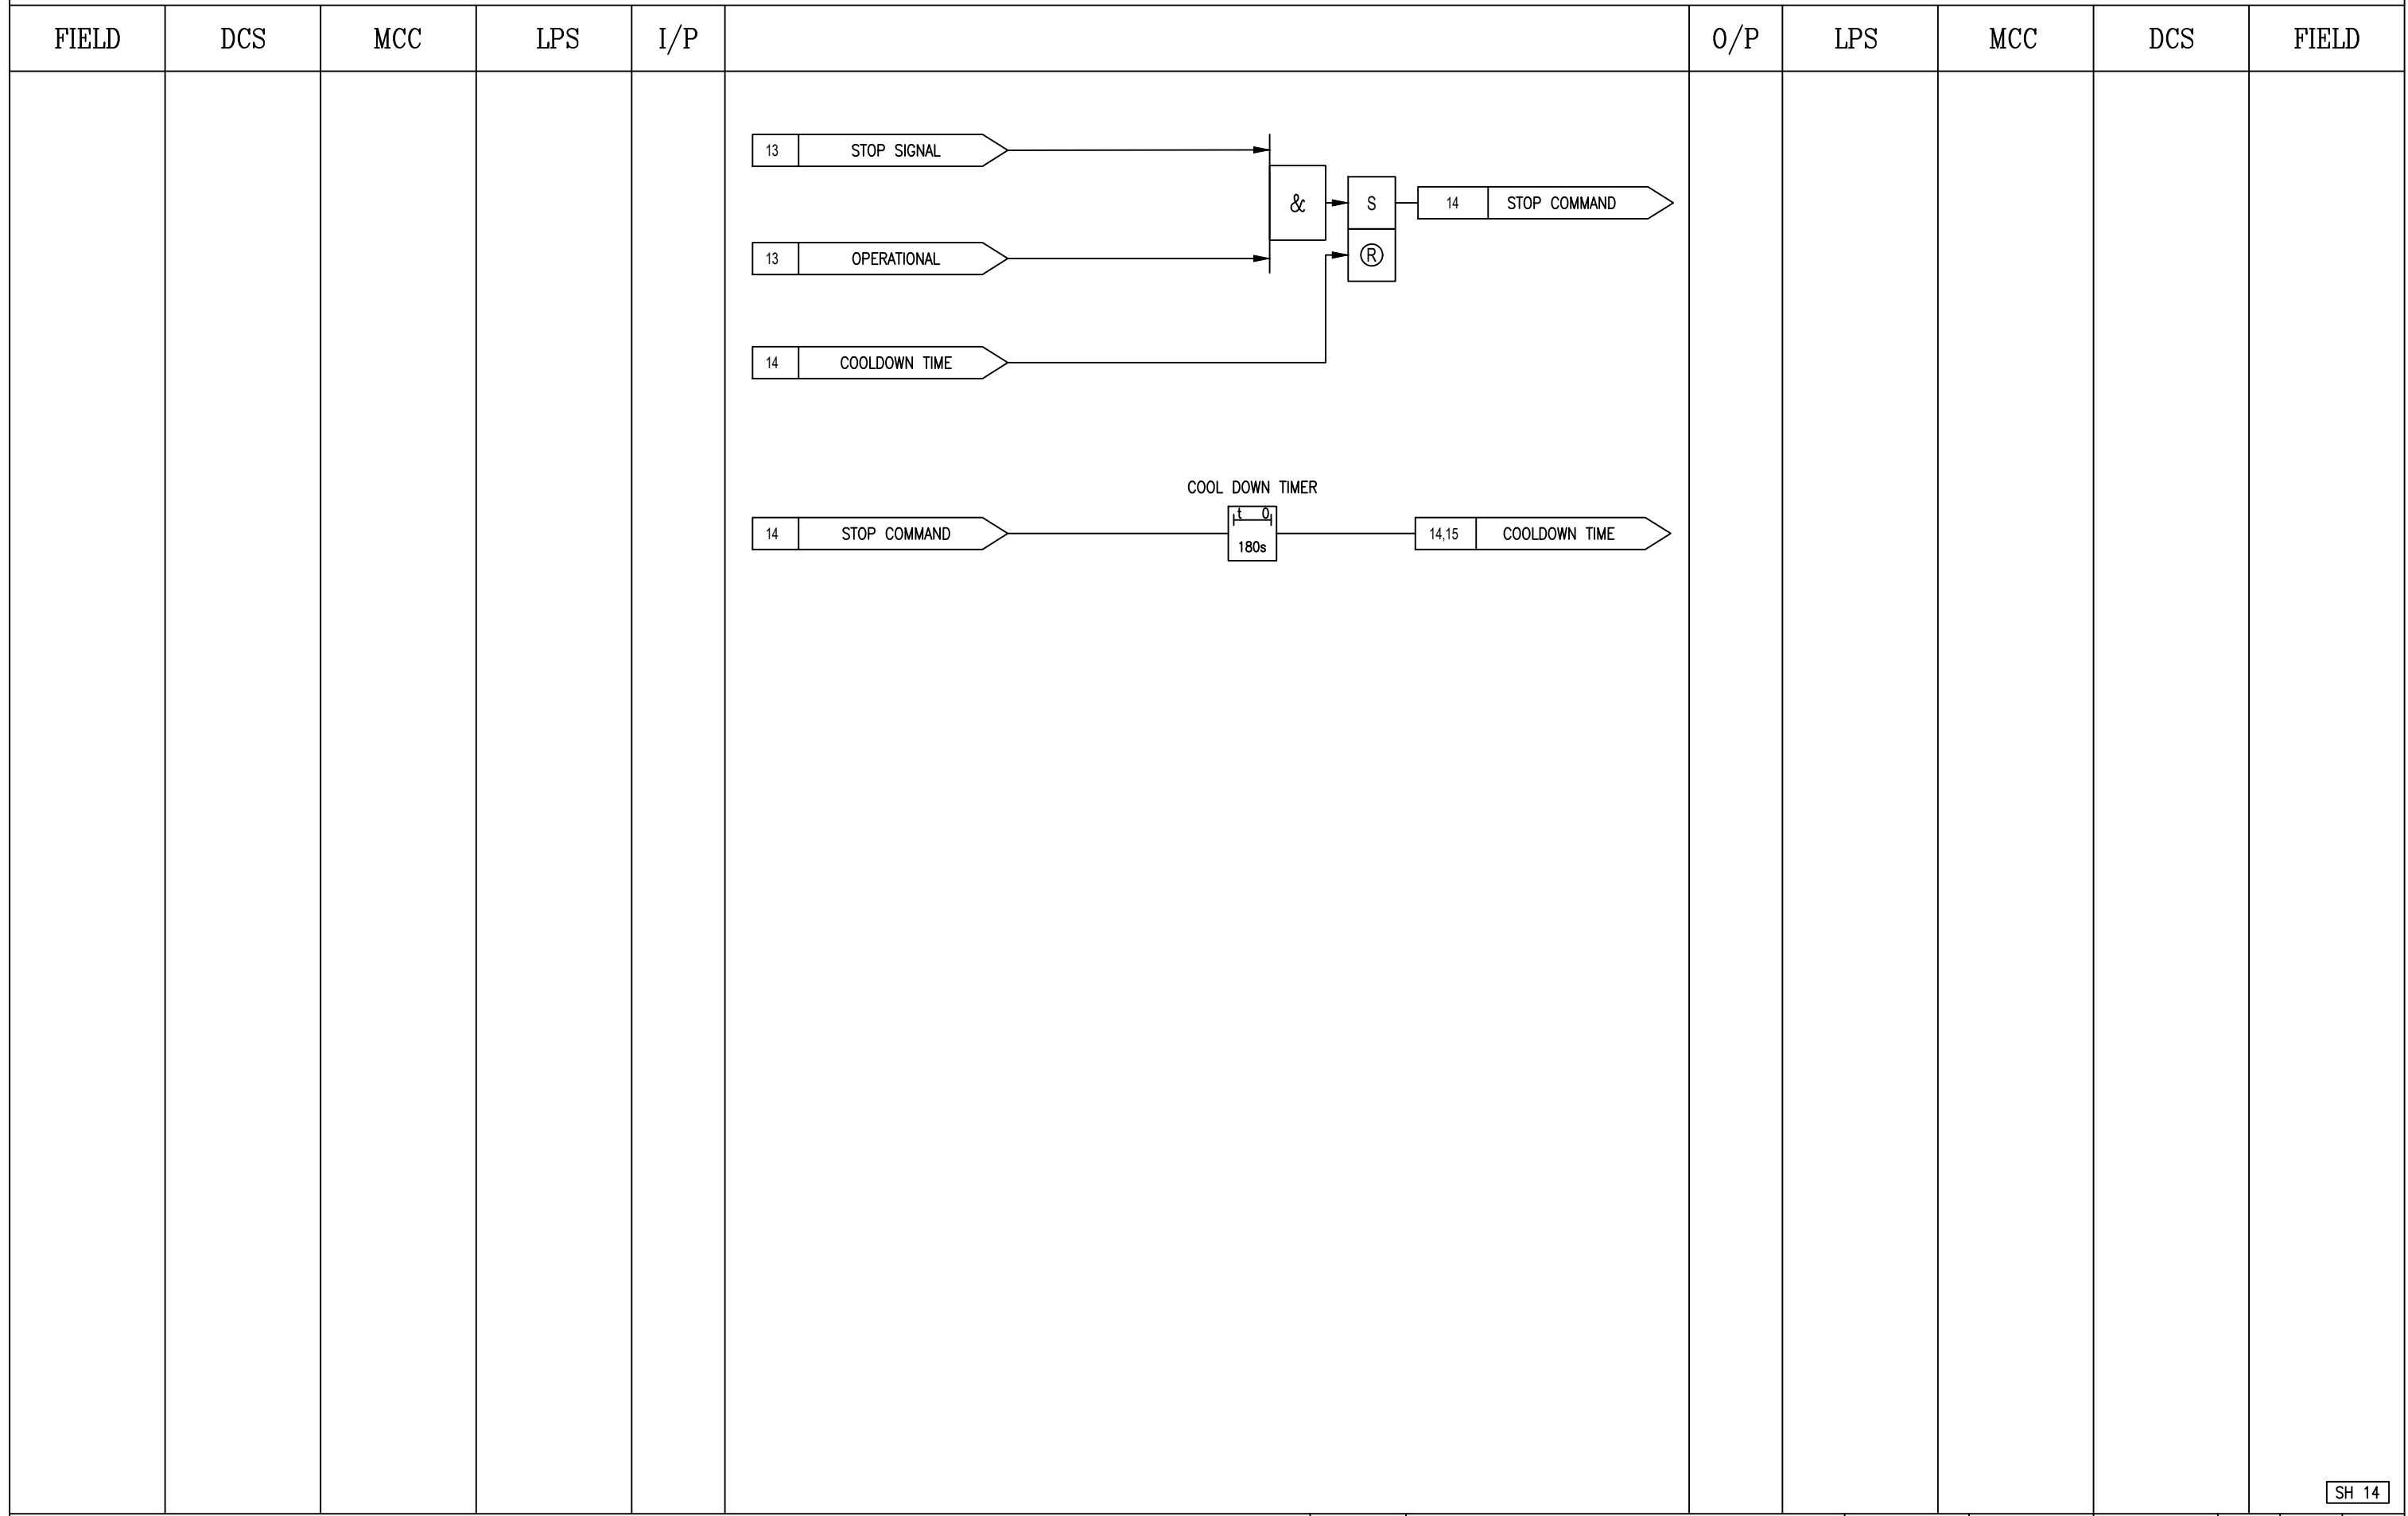 FIELD DCS MCC LPS I/P O/P LPS MCC DCS FIELD
13 STOP SIGNAL
& S 14 STOP COMMAND
13 OPERATIONAL
R
14 COOLDOWN TIME
COOL DOWN TIMER
t 0
14 STOP COMMAND 180s 14,15 COOLDOWN TIME
SH 14